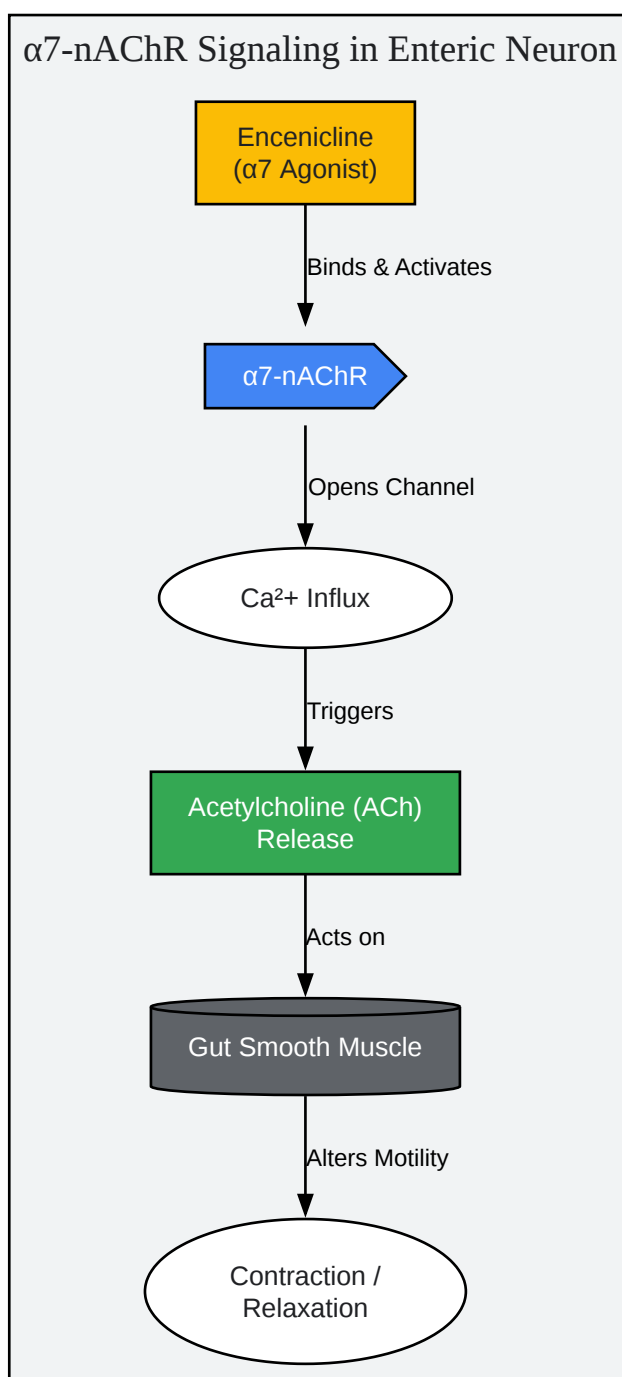 α7-nAChR Signaling in Enteric Neuron
Encenicline
(α7 Agonist)
Binds & Activates
α7-nAChR
Opens Channel
Ca²+ Influx
Triggers
Acetylcholine (ACh)
Release
Acts on
Gut Smooth Muscle
Alters Motility
Contraction /
Relaxation